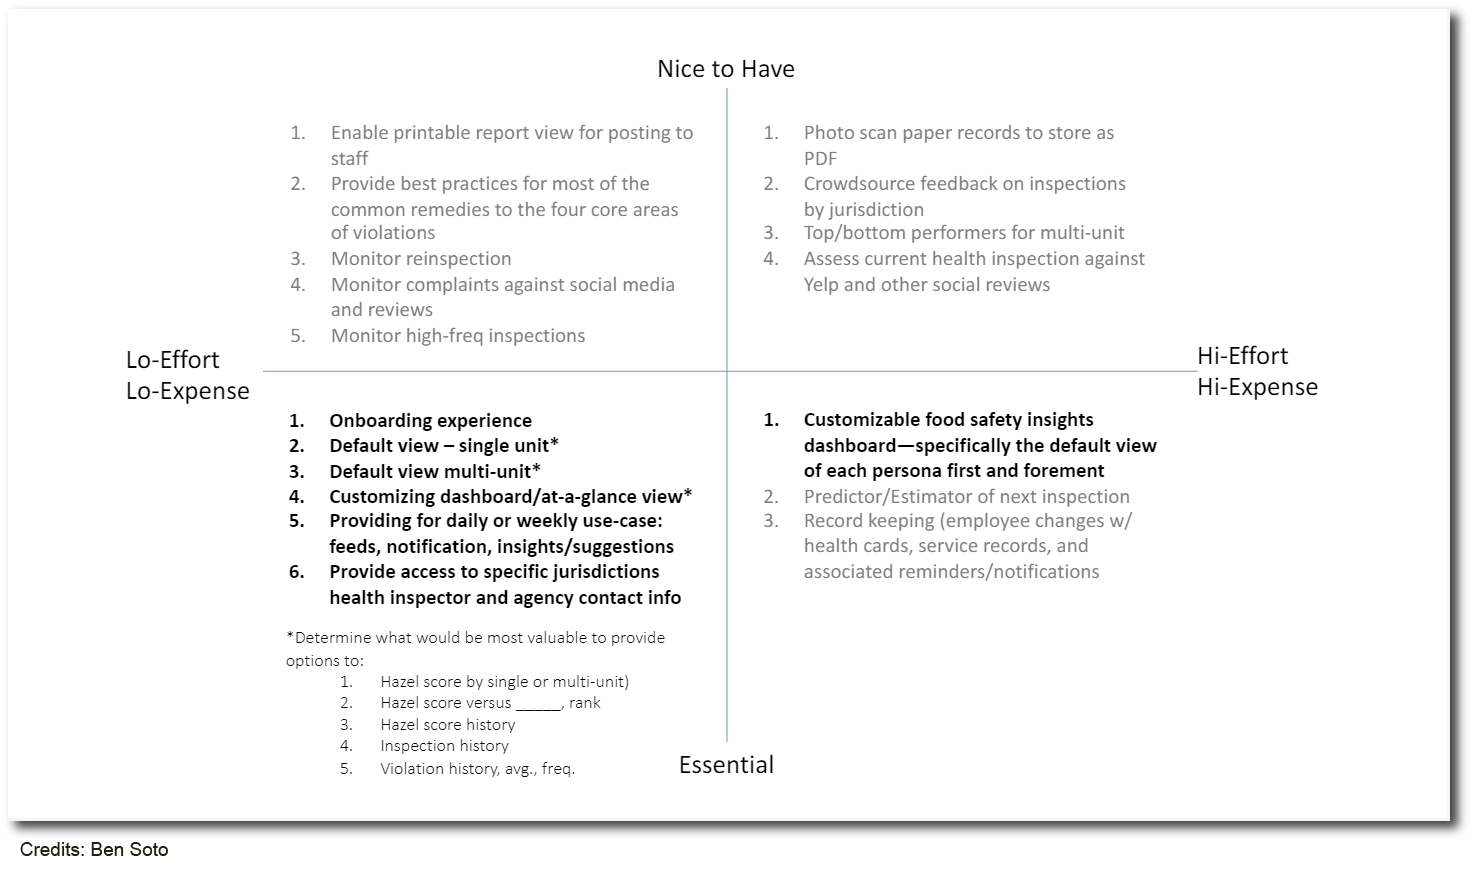 Nice to Have
1. Enable printable report view for posting to
staff
2. Provide best practices for most of the
common remedies to the four core areas
of violations
3. Monitor reinspection
4. Monitor complaints against social media
and reviews
5. Monitor high-freq inspections
1. Photo scan paper records to store as
PDF
2. Crowdsource feedback on inspections
by jurisdiction
3. Top/bottom performers for multi-unit
4. Assess current health inspection against
Yelp and other social reviews
Lo-Effort
Lo-Expense
Hi-Effort
Hi-Expense
1. Onboarding experience
2. Default view – single unit*
3. Default view multi-unit*
4. Customizing dashboard/at-a-glance view*
5. Providing for daily or weekly use-case:
feeds, notification, insights/suggestions
6. Provide access to specific jurisdictions
health inspector and agency contact info
*Determine what would be most valuable to provide
options to:
1. Hazel score by single or multi-unit)
2. Hazel score versus _____, rank
3. Hazel score history
4. Inspection history
5. Violation history, avg., freq.
1. Customizable food safety insights
dashboard—specifically the default view
of each persona first and forement
2. Predictor/Estimator of next inspection
3. Record keeping (employee changes w/
health cards, service records, and
associated reminders/notifications
Essential
Credits: Ben Soto